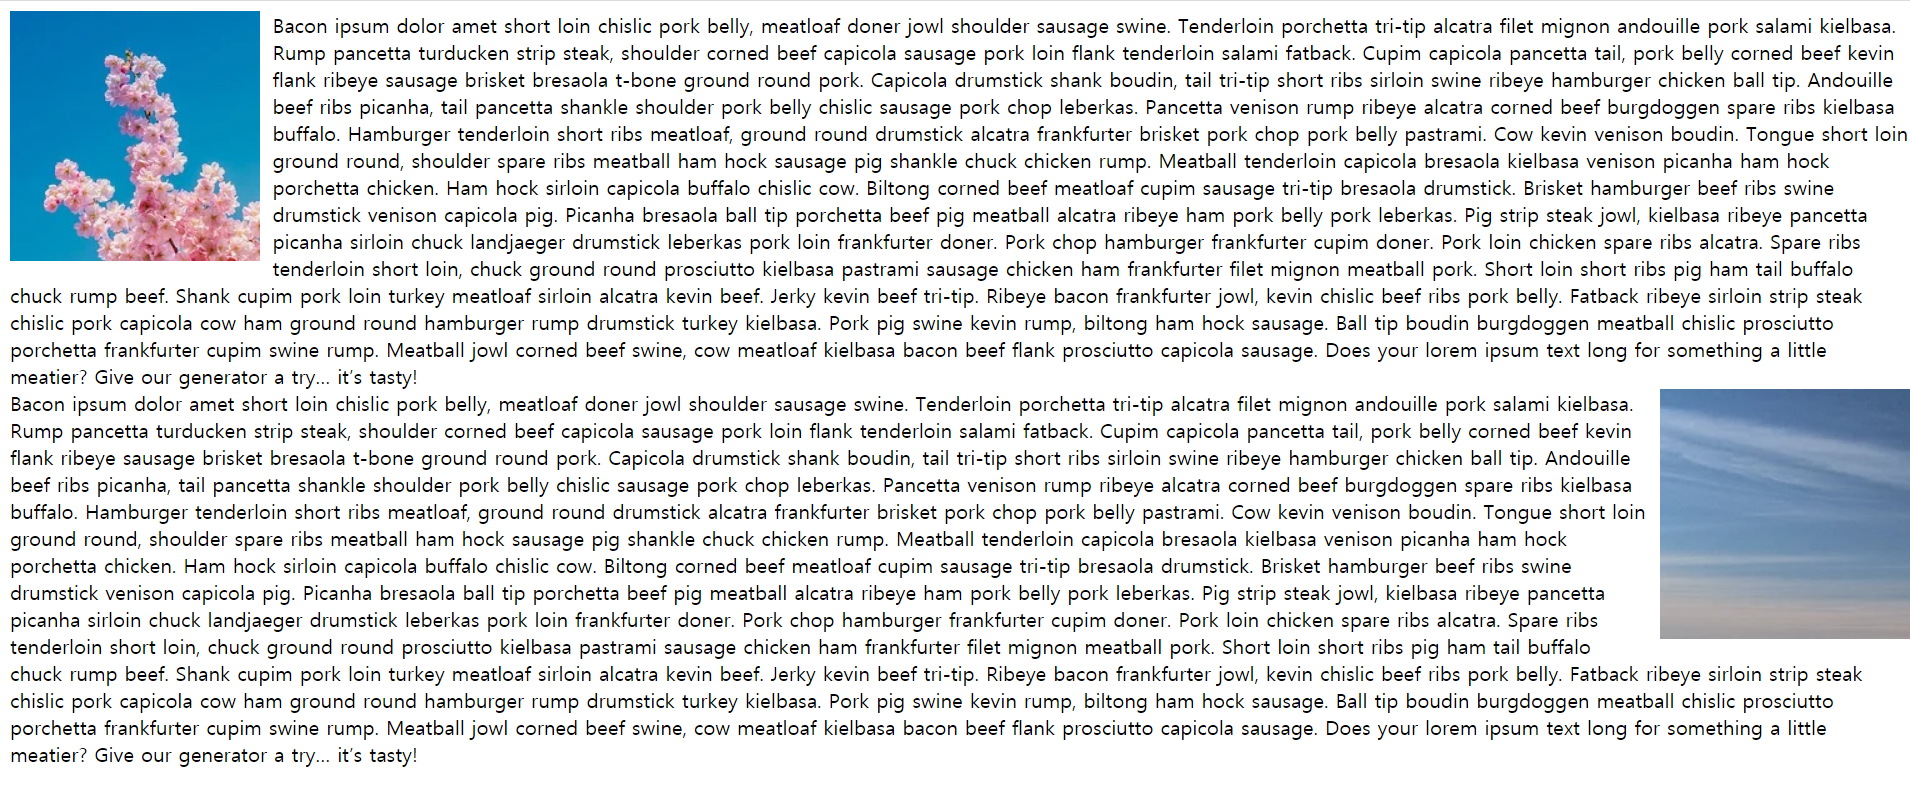 Bacon ipsum dolor amet short loin chislic pork belly, meatloaf doner jowl shoulder sausage swine. Tenderloin porchetta tri-tip alcatra filet mignon andouille pork salami kielbasa.
Rump pancetta turducken strip steak, shoulder corned beef capicola sausage pork loin flank tenderloin salami fatback. Cupim capicola pancetta tail, pork belly corned beef kevin
flank ribeye sausage brisket bresaola t-bone ground round pork. Capicola drumstick shank boudin, tail tri-tip short ribs sirloin swine ribeye hamburger chicken ball tip. Andouille
beef ribs picanha, tail pancetta shankle shoulder pork belly chislic sausage pork chop leberkas. Pancetta venison rump ribeye alcatra corned beef burgdoggen spare ribs kielbasa
buffalo. Hamburger tenderloin short ribs meatloaf, ground round drumstick alcatra frankfurter brisket pork chop pork belly pastrami. Cow kevin venison boudin. Tongue short loin
ground round, shoulder spare ribs meatball ham hock sausage pig shankle chuck chicken rump. Meatball tenderloin capicola bresaola kielbasa venison picanha ham hock
porchetta chicken. Ham hock sirloin capicola buffalo chislic cow. Biltong corned beef meatloaf cupim sausage tri-tip bresaola drumstick. Brisket hamburger beef ribs swine
drumstick venison capicola pig. Picanha bresaola ball tip porchetta beef pig meatball alcatra ribeye ham pork belly pork leberkas. Pig strip steak jowl, kielbasa ribeye pancetta
picanha sirloin chuck landjaeger drumstick leberkas pork loin frankfurter doner. Pork chop hamburger frankfurter cupim doner. Pork loin chicken spare ribs alcatra. Spare ribs
tenderloin short loin, chuck ground round prosciutto kielbasa pastrami sausage chicken ham frankfurter filet mignon meatball pork. Short loin short ribs pig ham tail buffalo
chuck rump beef. Shank cupim pork loin turkey meatloaf sirloin alcatra kevin beef. Jerky kevin beef tri-tip. Ribeye bacon frankfurter jowl, kevin chislic beef ribs pork belly. Fatback ribeye sirloin strip steak
chislic pork capicola cow ham ground round hamburger rump drumstick turkey kielbasa. Pork pig swine kevin rump, biltong ham hock sausage. Ball tip boudin burgdoggen meatball chislic prosciutto
porchetta frankfurter cupim swine rump. Meatball jowl corned beef swine, cow meatloaf kielbasa bacon beef flank prosciutto capicola sausage. Does your lorem ipsum text long for something a little
meatier? Give our generator a try… it's tasty!
Bacon ipsum dolor amet short loin chislic pork belly, meatloaf doner jowl shoulder sausage swine. Tenderloin porchetta tri-tip alcatra filet mignon andouille pork salami kielbasa.
Rump pancetta turducken strip steak, shoulder corned beef capicola sausage pork loin flank tenderloin salami fatback. Cupim capicola pancetta tail, pork belly corned beef kevin
flank ribeye sausage brisket bresaola t-bone ground round pork. Capicola drumstick shank boudin, tail tri-tip short ribs sirloin swine ribeye hamburger chicken ball tip. Andouille
beef ribs picanha, tail pancetta shankle shoulder pork belly chislic sausage pork chop leberkas. Pancetta venison rump ribeye alcatra corned beef burgdoggen spare ribs kielbasa
buffalo. Hamburger tenderloin short ribs meatloaf, ground round drumstick alcatra frankfurter brisket pork chop pork belly pastrami. Cow kevin venison boudin. Tongue short loin
ground round, shoulder spare ribs meatball ham hock sausage pig shankle chuck chicken rump. Meatball tenderloin capicola bresaola kielbasa venison picanha ham hock
porchetta chicken. Ham hock sirloin capicola buffalo chislic cow. Biltong corned beef meatloaf cupim sausage tri-tip bresaola drumstick. Brisket hamburger beef ribs swine
drumstick venison capicola pig. Picanha bresaola ball tip porchetta beef pig meatball alcatra ribeye ham pork belly pork leberkas. Pig strip steak jowl, kielbasa ribeye pancetta
picanha sirloin chuck landjaeger drumstick leberkas pork loin frankfurter doner. Pork chop hamburger frankfurter cupim doner. Pork loin chicken spare ribs alcatra. Spare ribs
tenderloin short loin, chuck ground round prosciutto kielbasa pastrami sausage chicken ham frankfurter filet mignon meatball pork. Short loin short ribs pig ham tail buffalo
chuck rump beef. Shank cupim pork loin turkey meatloaf sirloin alcatra kevin beef. Jerky kevin beef tri-tip. Ribeye bacon frankfurter jowl, kevin chislic beef ribs pork belly. Fatback ribeye sirloin strip steak
chislic pork capicola cow ham ground round hamburger rump drumstick turkey kielbasa. Pork pig swine kevin rump, biltong ham hock sausage. Ball tip boudin burgdoggen meatball chislic prosciutto
porchetta frankfurter cupim swine rump. Meatball jowl corned beef swine, cow meatloaf kielbasa bacon beef flank prosciutto capicola sausage. Does your lorem ipsum text long for something a little
meatier? Give our generator a try… it's tasty!